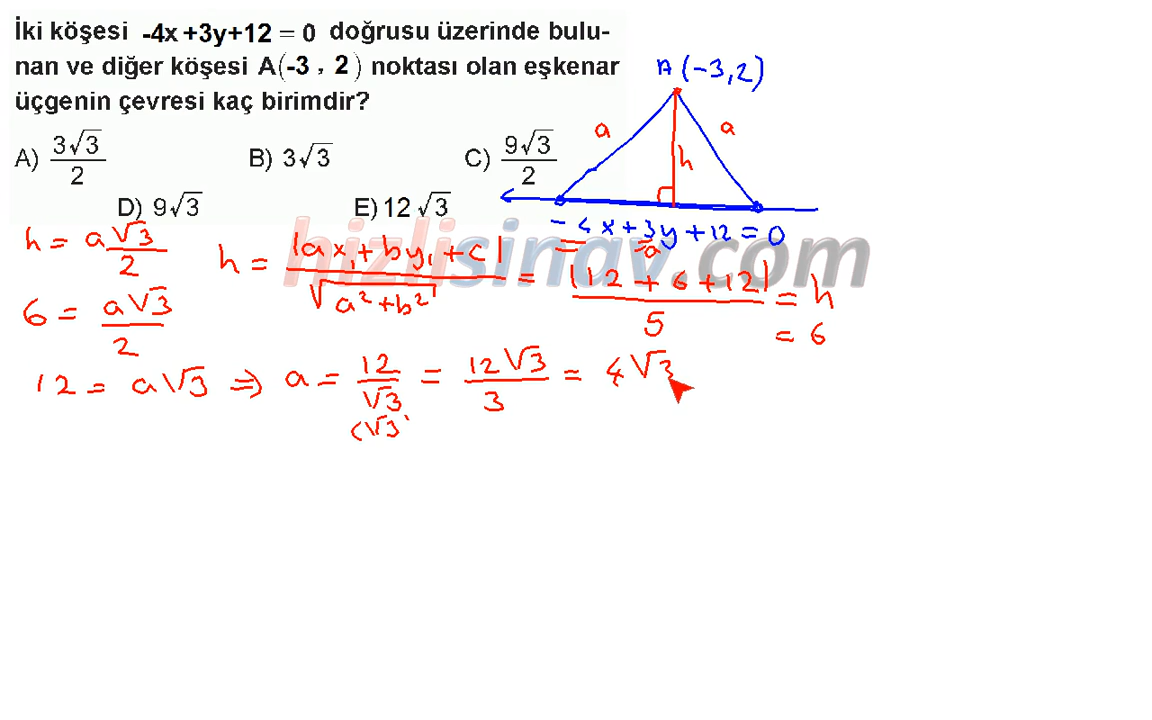 İki köşesi -4x+3y+12 = 0 doğrusu üzerinde bulu-
nan ve diğer köşesi A(-3 , 2 ) noktası olan eşkenar
üçgenin çevresi kaç birimdir?
A) 3√3/2 B) 3√3 C) 9√3/2
D) 9√3 E) 12 √3
A (-3,2)
a a
h
-4x+3y+12=0
a
hizlisinav.com
h = a√3/2
h = |ax₁+by₁+c|/√(a²+b²) = |12+6+12|/5 = h
= 6
6 = a√3/2
12 = a√3 ⇒ a = 12/√3 = 12√3/3 = 4√3
(√3)